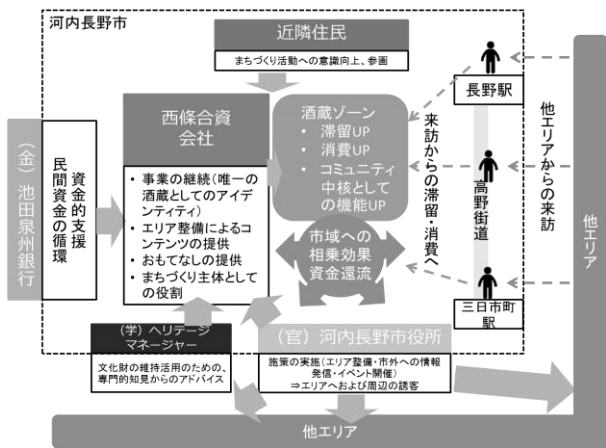 河内長野市
近隣住民
まちづくり活動への意識向上、参画
西條合資
会社
• 事業の継続(唯一の
酒蔵としてのアイデ
ンティティ)
• エリア整備によるコ
ンテンツの提供
• おもてなしの提供
• まちづくり主体として
の役割
酒蔵ゾーン
• 滞留UP
• 消費UP
• コミュニティ
中核として
の機能UP
市域への
相乗効果
資金還流
来訪からの滞留・消費へ
長野駅
高野街道
三日市町
駅
他エリアからの来訪
他エリア
(金)池田泉州銀行
資金的支援
民間資金の循環
(学)ヘリテージ
マネージャー
文化財の維持活用のための、
専門的知見からのアドバイス
(官)河内長野市役所
施策の実施(エリア整備・市外への情報
発信・イベント開催)
⇒エリアへおよび周辺の誘客
他エリア